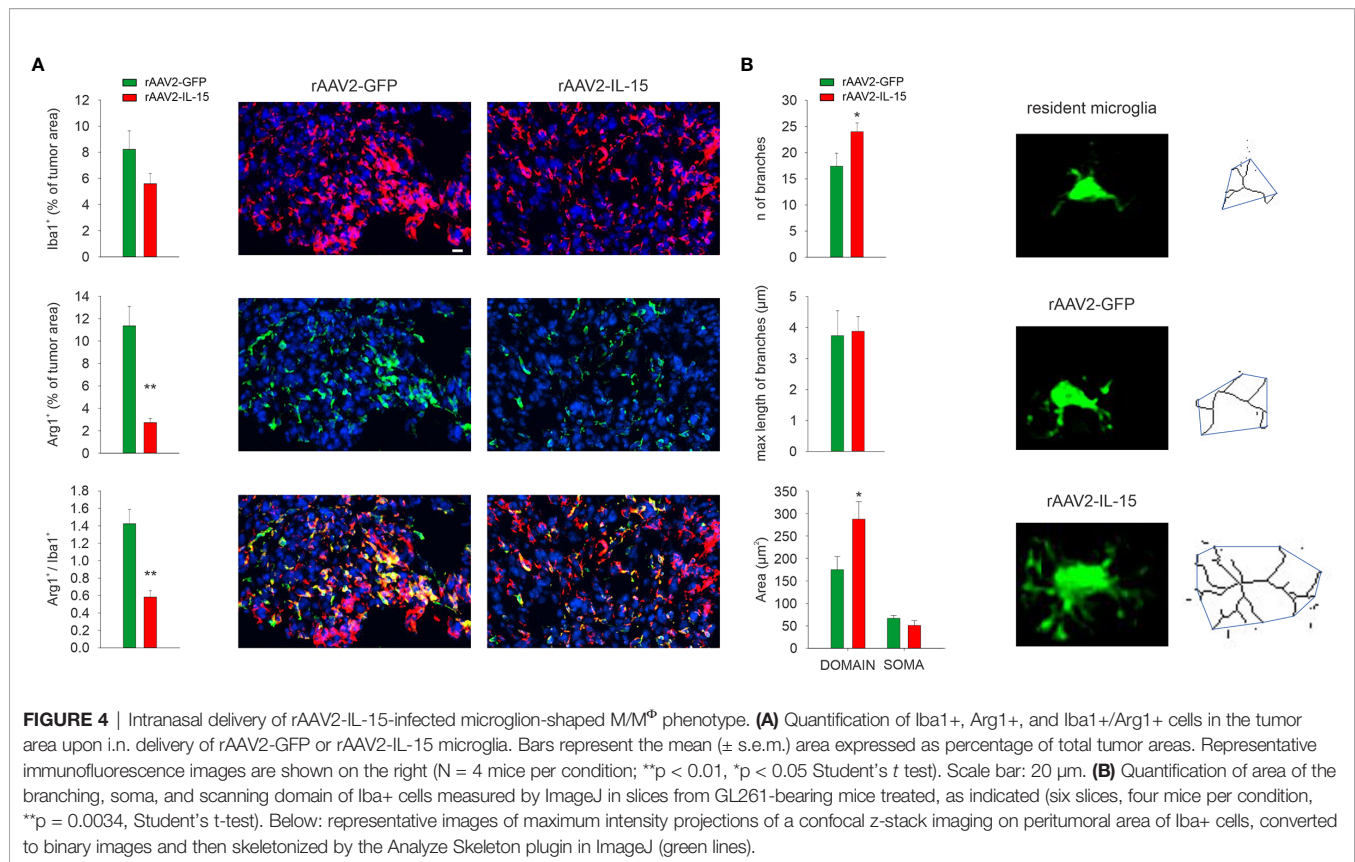 A
rAAV2-GFP
rAAV2-IL-15
rAAV2-GFP
rAAV2-IL-15
Iba1⁺ (% of tumor area)
12
10
8
6
4
2
0
Arg1⁺ (% of tumor area)
14
12
10
8
6
4
2
0
**
Arg1⁺ / Iba1⁺
1.8
1.6
1.4
1.2
1.0
0.8
0.6
0.4
0.2
0.0
**
B
rAAV2-GFP
rAAV2-IL-15
n of branches
30
25
20
15
10
5
0
*
resident microglia
max length of branches (µm)
5
4
3
2
1
0
rAAV2-GFP
Area (µm²)
350
300
250
200
150
100
50
0
*
DOMAIN SOMA
rAAV2-IL-15
FIGURE 4 | Intranasal delivery of rAAV2-IL-15-infected microglion-shaped M/Mᶲ phenotype. (A) Quantification of Iba1+, Arg1+, and Iba1+/Arg1+ cells in the tumor
area upon i.n. delivery of rAAV2-GFP or rAAV2-IL-15 microglia. Bars represent the mean (± s.e.m.) area expressed as percentage of total tumor areas. Representative
immunofluorescence images are shown on the right (N = 4 mice per condition; **p < 0.01, *p < 0.05 Student's t test). Scale bar: 20 µm. (B) Quantification of area of the
branching, soma, and scanning domain of Iba+ cells measured by ImageJ in slices from GL261-bearing mice treated, as indicated (six slices, four mice per condition,
**p = 0.0034, Student's t-test). Below: representative images of maximum intensity projections of a confocal z-stack imaging on peritumoral area of Iba+ cells, converted
to binary images and then skeletonized by the Analyze Skeleton plugin in ImageJ (green lines).